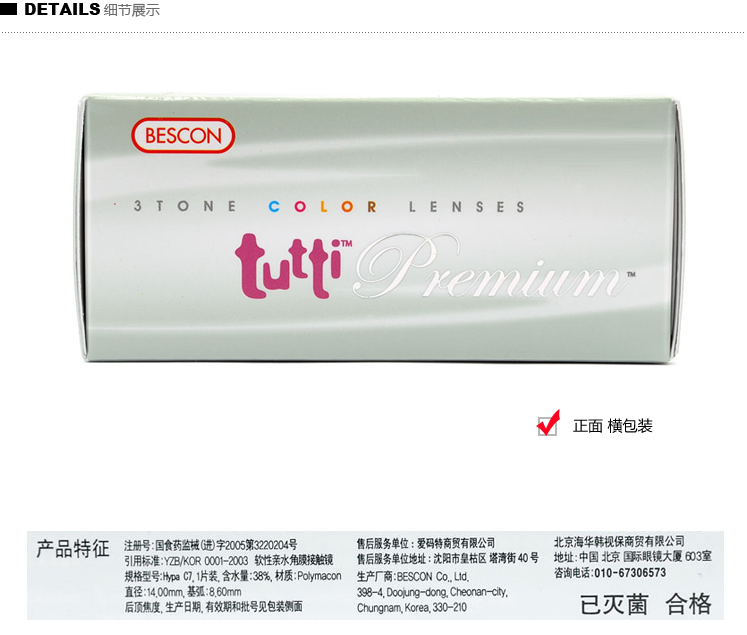 DETAILS 细节展示
BESCON
3 TONE COLOR LENSES
tutti™ Premium™
正面 横包装
产品特征
注册号: 国食药监械(进)字2005第3220204号
引用标准: YZB/KOR 0001-2003 软性亲水角膜接触镜
规格型号: Hypa C7, 1片装, 含水量: 38%, 材质: Polymacon
直径: 14,00mm, 基弧: 8,60mm
后顶焦度, 生产日期, 有效期和批号见包装侧面
售后服务单位: 爱码特商贸有限公司
售后服务单位地址: 沈阳市皇枯区 塔湾街 40 号
生产厂商: BESCON Co., Ltd.
398-4, Doojung-dong, Cheonan-city,
Chungnam, Korea, 330-210
北京海华韩视保商贸有限公司
地址: 中国 北京 国际眼镜大厦 603室
咨询电话: 010-67306573
已灭菌 合格